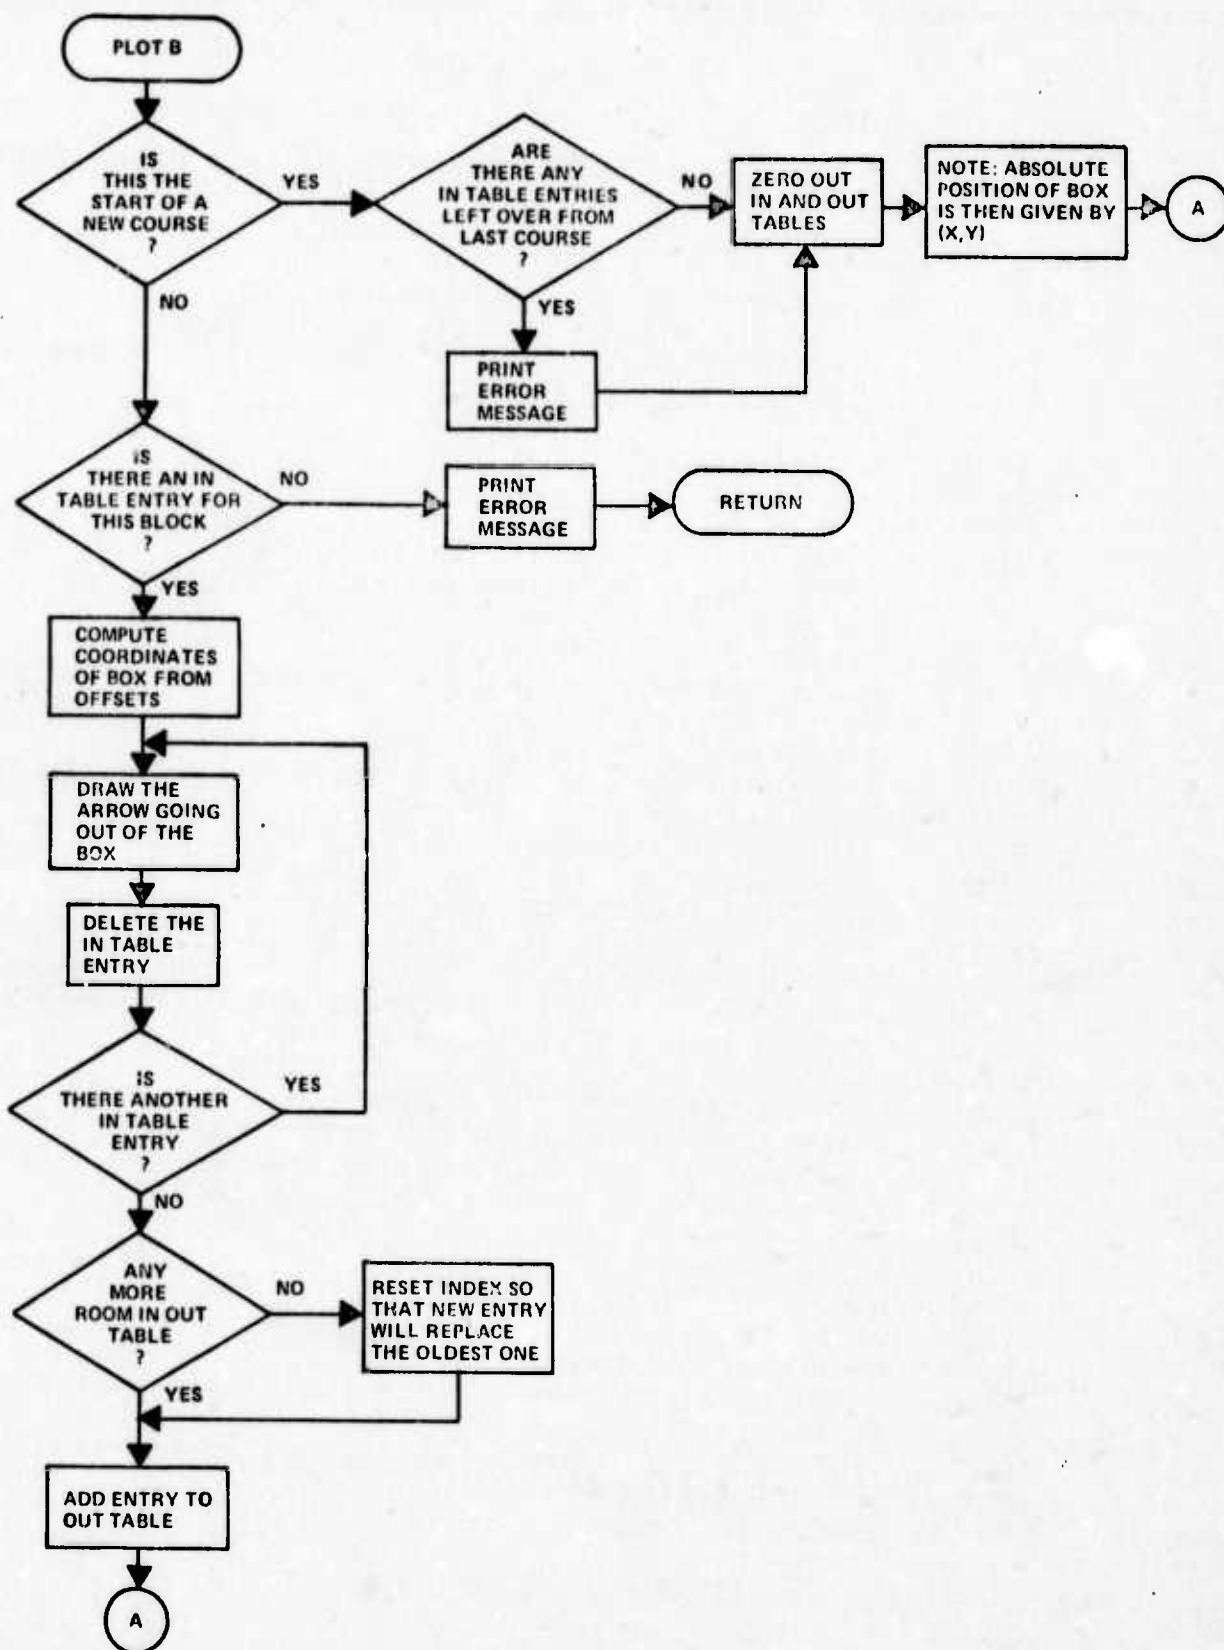 PLOT B
IS
THIS THE
START OF A
NEW COURSE
?
YES
ARE
THERE ANY
IN TABLE ENTRIES
LEFT OVER FROM
LAST COURSE
?
NO
ZERO OUT
IN AND OUT
TABLES
NOTE: ABSOLUTE
POSITION OF BOX
IS THEN GIVEN BY
(X,Y)
A
NO
YES
PRINT
ERROR
MESSAGE
IS
THERE AN IN
TABLE ENTRY FOR
THIS BLOCK
?
NO
PRINT
ERROR
MESSAGE
RETURN
YES
COMPUTE
COORDINATES
OF BOX FROM
OFFSETS
DRAW THE
ARROW GOING
OUT OF THE
BOX
DELETE THE
IN TABLE
ENTRY
IS
THERE ANOTHER
IN TABLE
ENTRY
?
YES
NO
ANY
MORE
ROOM IN OUT
TABLE
?
NO
RESET INDEX SO
THAT NEW ENTRY
WILL REPLACE
THE OLDEST ONE
YES
ADD ENTRY TO
OUT TABLE
A